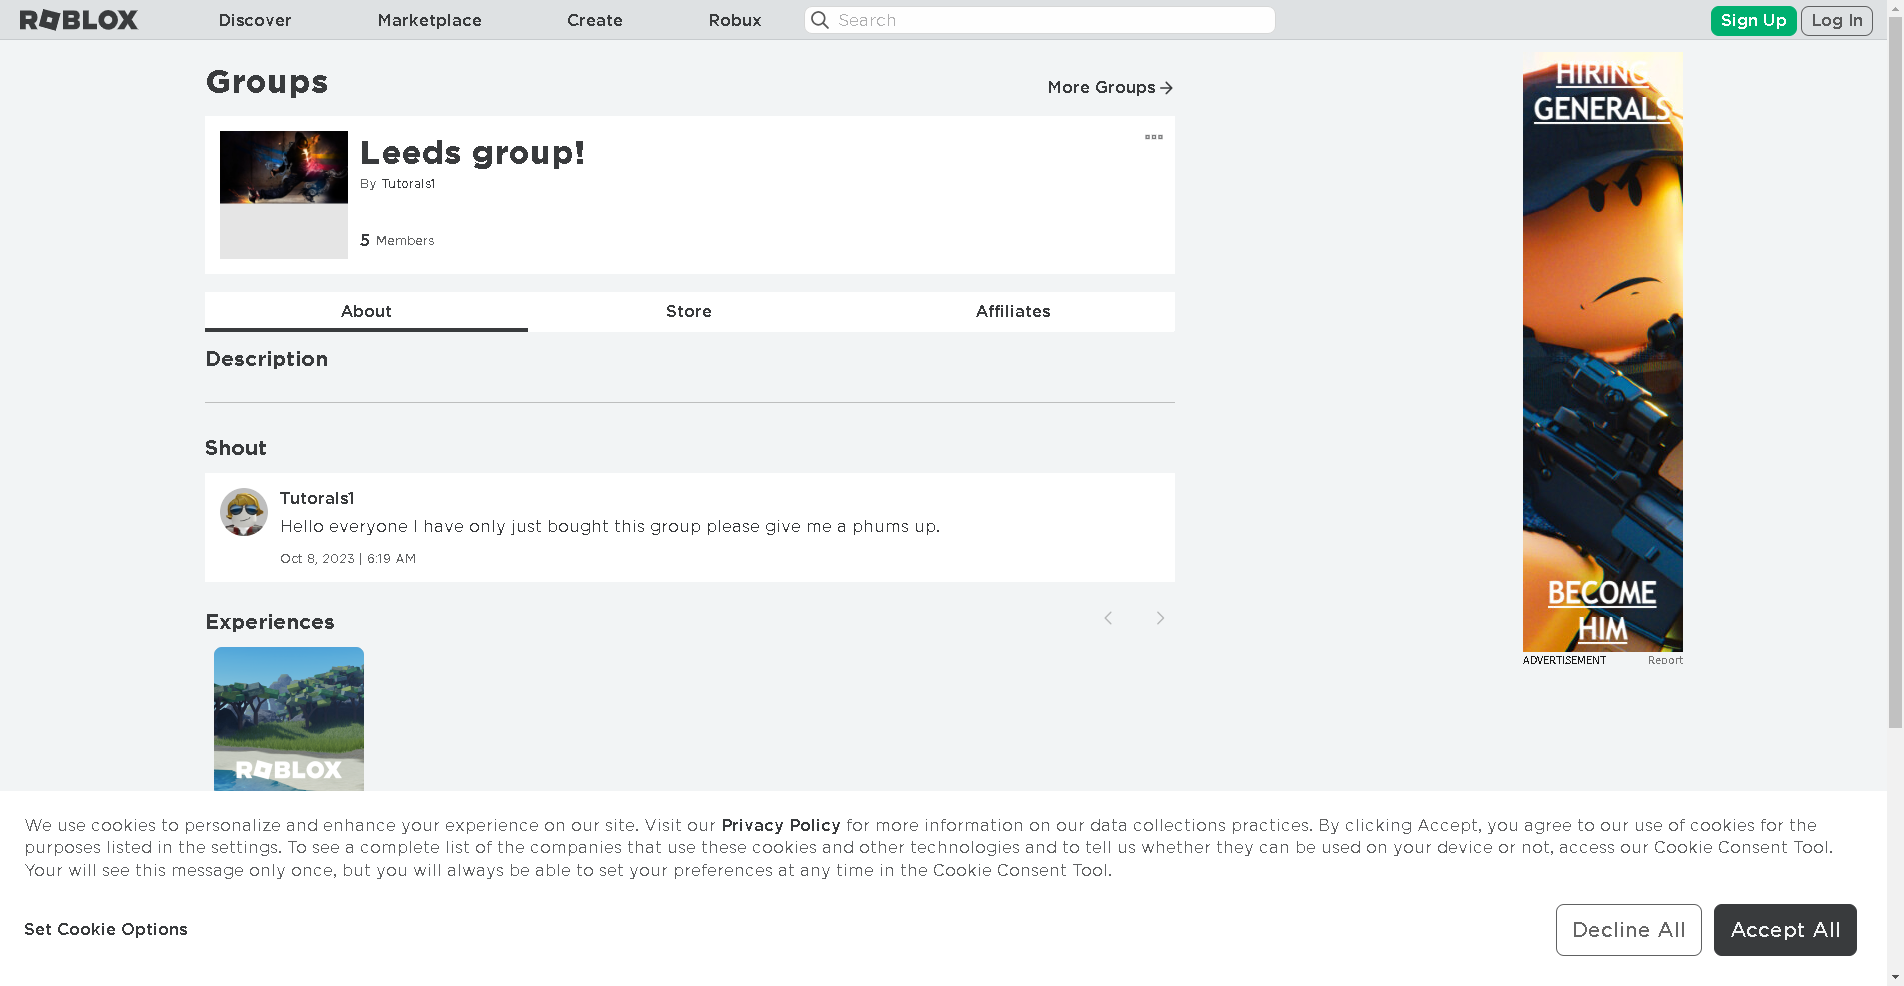 ROBLOX
Discover
Marketplace
Create
Robux
Search
Sign Up
Log In
Groups
More Groups
Leeds group!
By Tutorals1
5 Members
About
Store
Affiliates
Description
Shout
Tutorals1
Hello everyone I have only just bought this group please give me a phums up.
Oct 8, 2023 | 6:19 AM
Experiences
ROBLOX
HIRING
GENERALS
BECOME
HIM
ADVERTISEMENT
Report
We use cookies to personalize and enhance your experience on our site. Visit our Privacy Policy for more information on our data collections practices. By clicking Accept, you agree to our use of cookies for the
purposes listed in the settings. To see a complete list of the companies that use these cookies and other technologies and to tell us whether they can be used on your device or not, access our Cookie Consent Tool.
Your will see this message only once, but you will always be able to set your preferences at any time in the Cookie Consent Tool.
Set Cookie Options
Decline All
Accept All